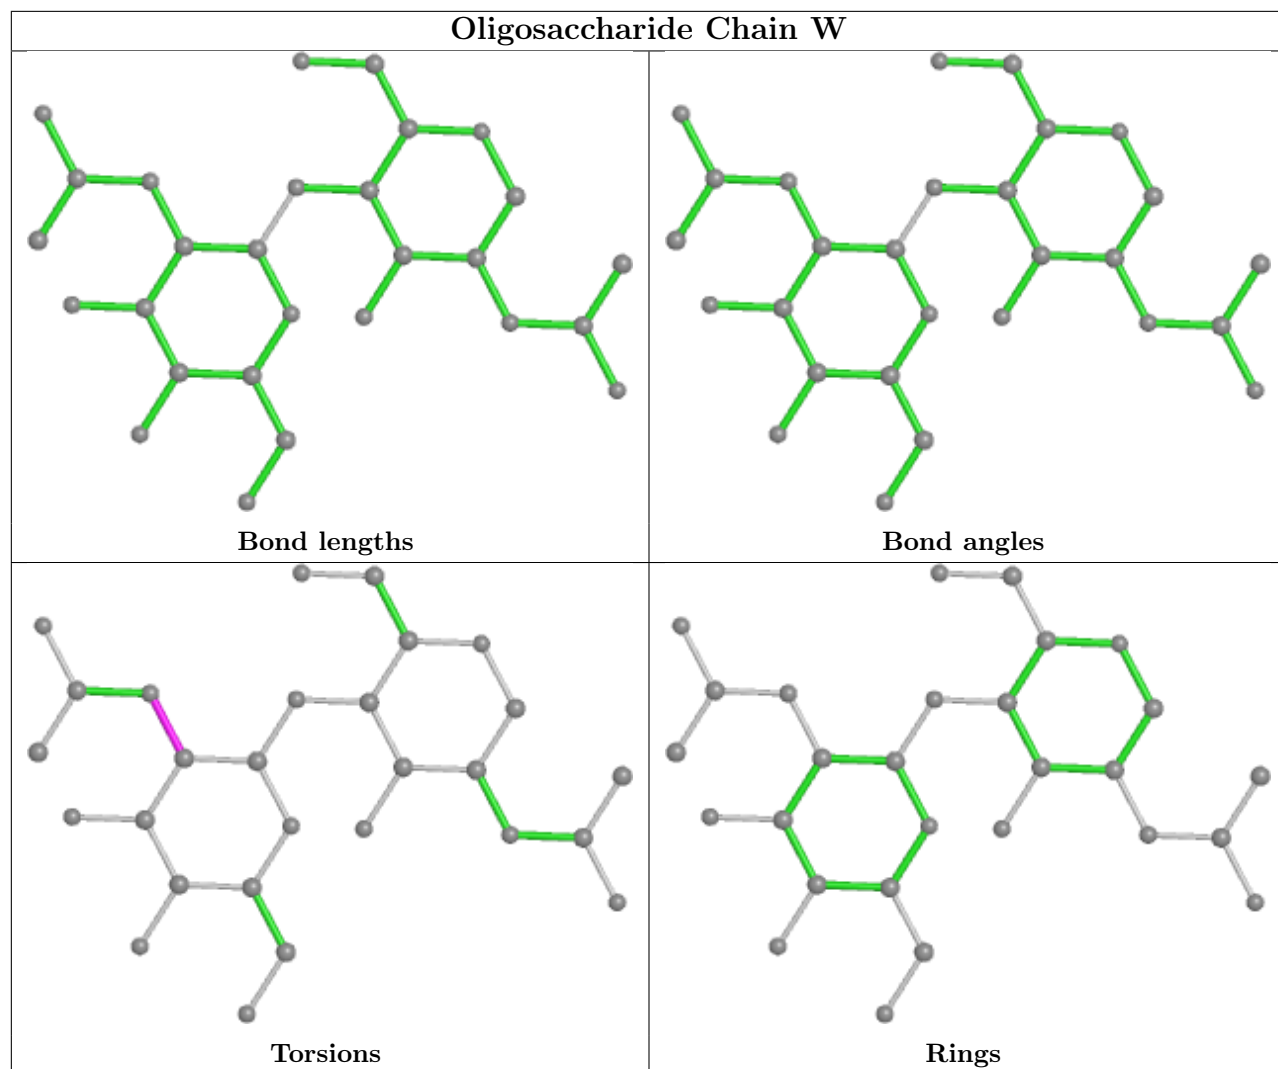 Oligosaccharide Chain W
Bond lengths
Bond angles
Torsions
Rings